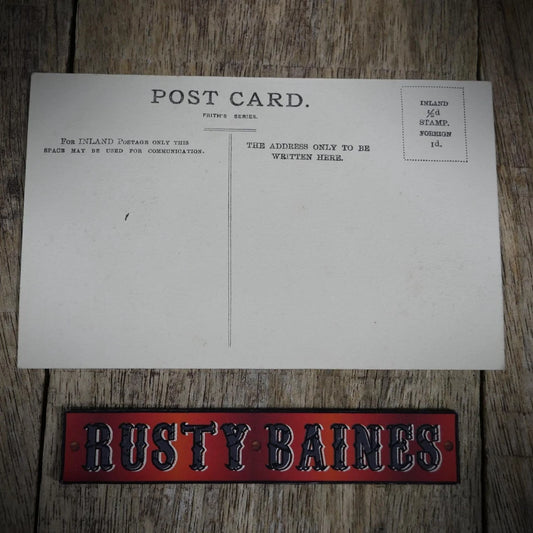 POST CARD.
FRITH'S SERIES.
FOR INLAND POSTAGE ONLY THIS
SPACE MAY BE USED FOR COMMUNICATION.
THE ADDRESS ONLY TO BE
WRITTEN HERE.
INLAND
½d
STAMP.
FOREIGN
1d.
RUSTY BAINES